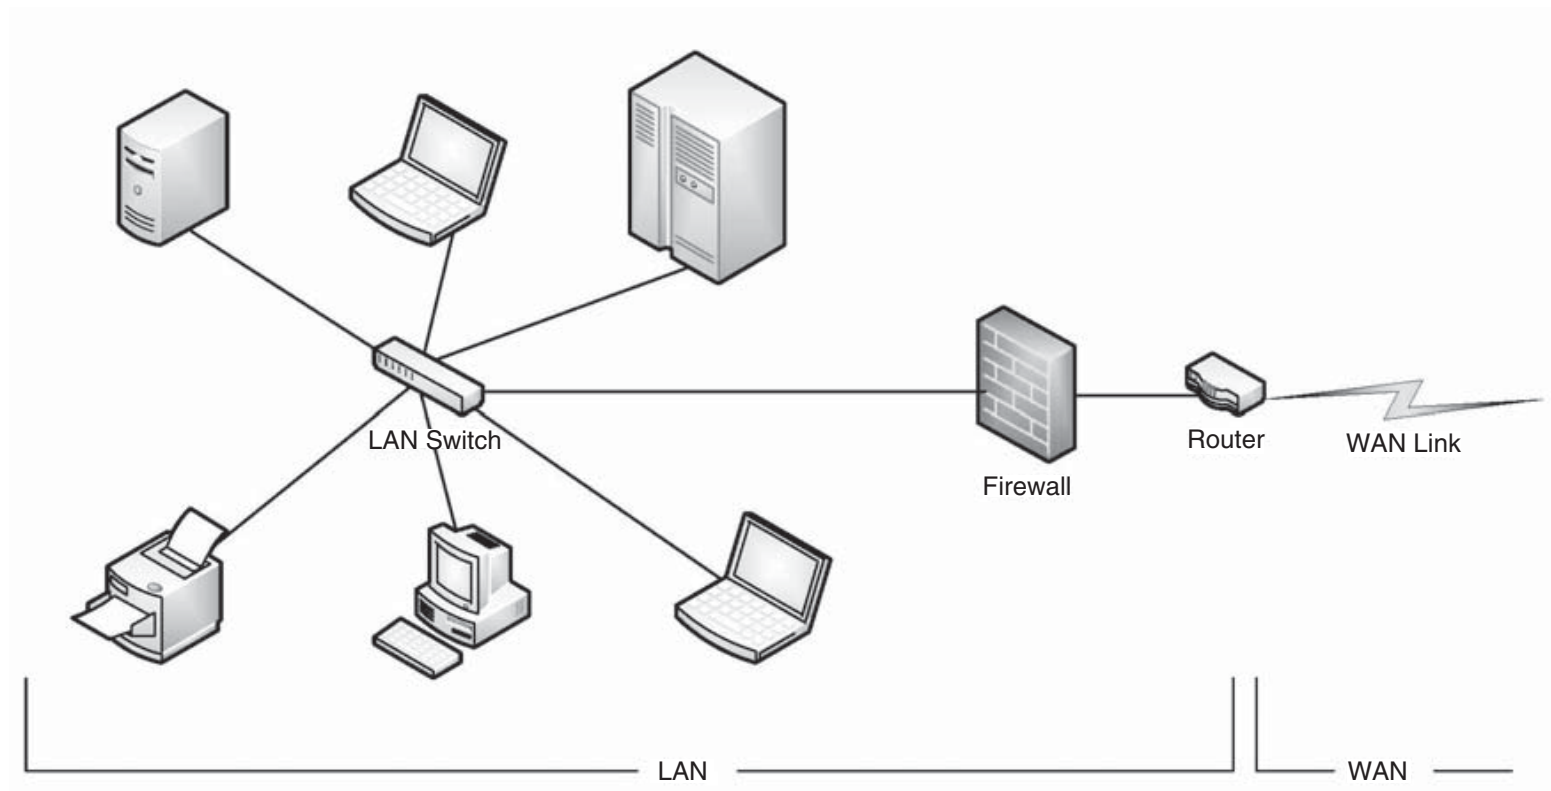 LAN Switch
Router
WAN Link
Firewall
LAN
WAN